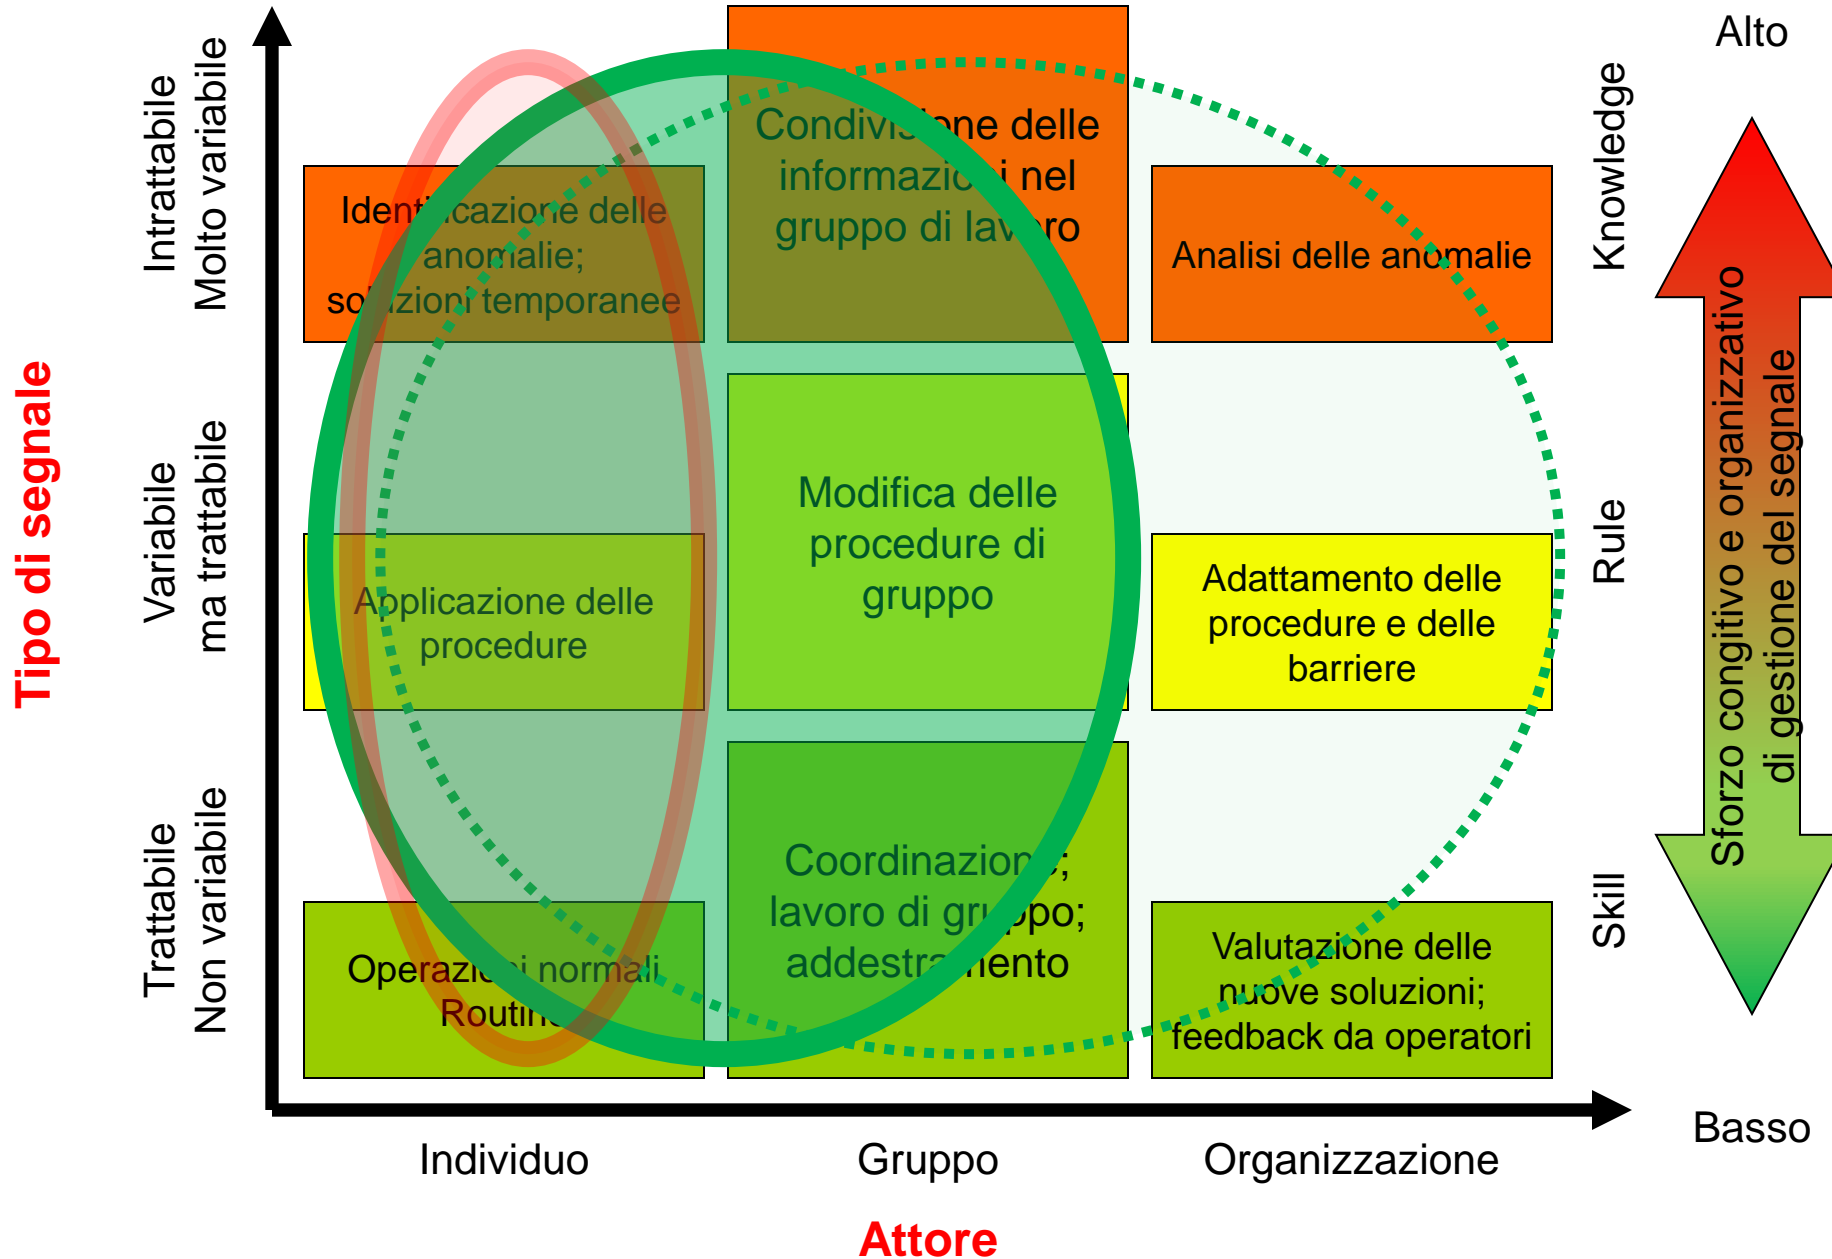 Alto
Intrattabile
Molto variabile
Identificazione delle
anomalie;
soluzioni temporanee
Condivisione delle
informazioni nel
gruppo di lavoro
Analisi delle anomalie
Knowledge
Tipo di segnale
Variabile
ma trattabile
Applicazione delle
procedure
Modifica delle
procedure di
gruppo
Adattamento delle
procedure e delle
barriere
Rule
Sforzo congitivo e organizzativo
di gestione del segnale
Trattabile
Non variabile
Operazioni normali
Routine
Coordinazione;
lavoro di gruppo;
addestramento
Valutazione delle
nuove soluzioni;
feedback da operatori
Skill
Basso
Individuo
Gruppo
Organizzazione
Attore